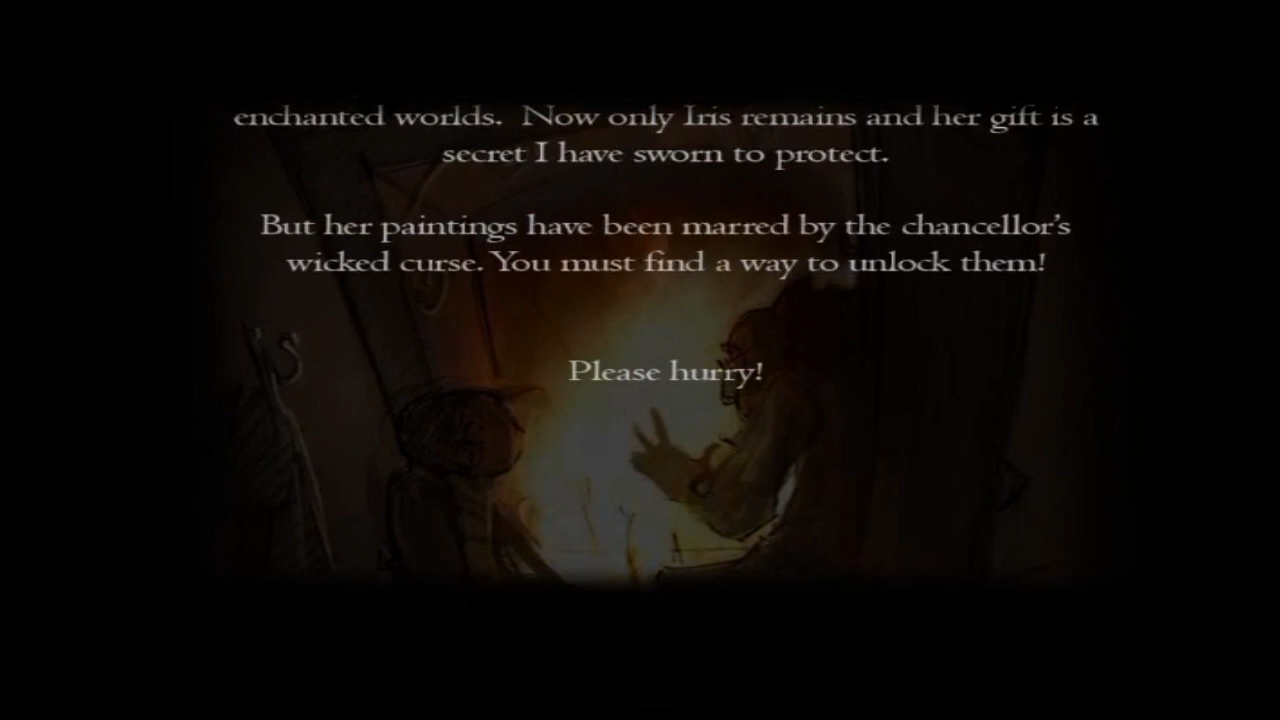 enchanted worlds.  Now only Iris remains and her gift is a
secret I have sworn to protect.
But her paintings have been marred by the chancellor's
wicked curse. You must find a way to unlock them!
Please hurry!